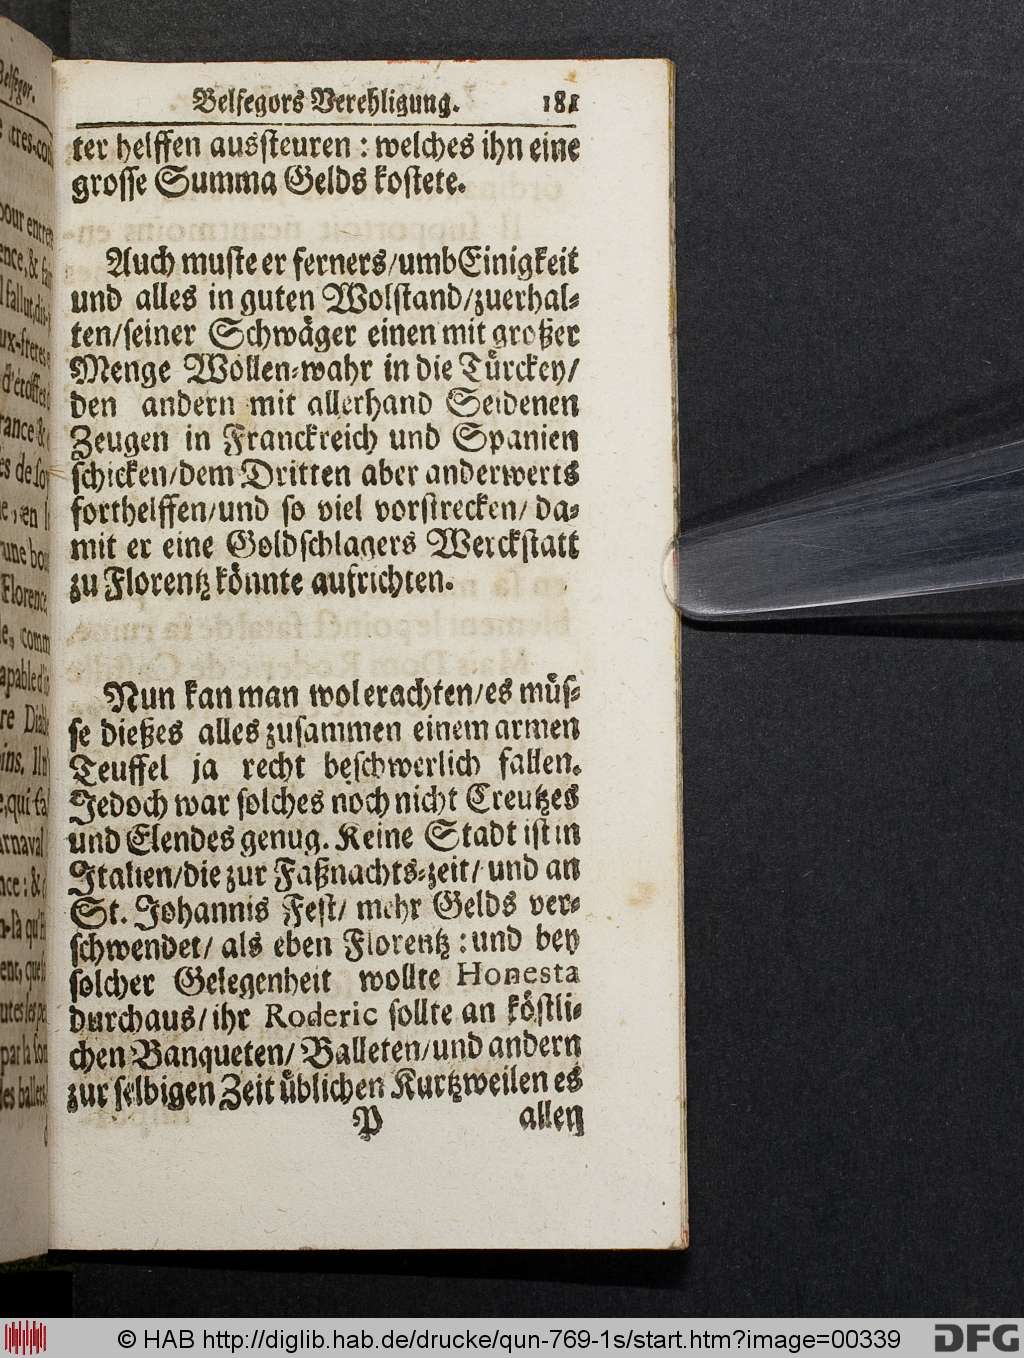 Belfegors Verehligung. 181
ter helffen aussteuren : welches ihn eine
grosse Summa Gelds kostete.
Auch muste er ferners/umb Einigkeit
und alles in guten Wolstand/zuerhal-
ten/seiner Schwäger einen mit großer
Menge Wöllen-wahr in die Türckey/
den andern mit allerhand Seidenen
Zeugen in Franckreich und Spanien
schicken/dem Dritten aber anderwerts
forthelffen/und so viel vorstrecken/ da-
mit er eine Goldschlagers Werckstatt
zu Florentz könnte aufrichten.
Nun kan man wol erachten/es müs-
se dießes alles zusammen einem armen
Teuffel ja recht beschwerlich fallen.
Jedoch war solches noch nicht Creutzes
und Elendes genug. Keine Stadt ist in
Italien/die zur Faßnachts-zeit/ und an
St. Johannis Fest/ mehr Gelds ver-
schwendet/ als eben Florentz : und bey
solcher Gelegenheit wollte Honesta
durchaus/ihr Roderic sollte an köstli-
chen Banqueten/ Balleten/und andern
zur selbigen Zeit üblichen Kurtzweilen es
P allen
© HAB http://diglib.hab.de/drucke/qun-769-1s/start.htm?image=00339
DFG